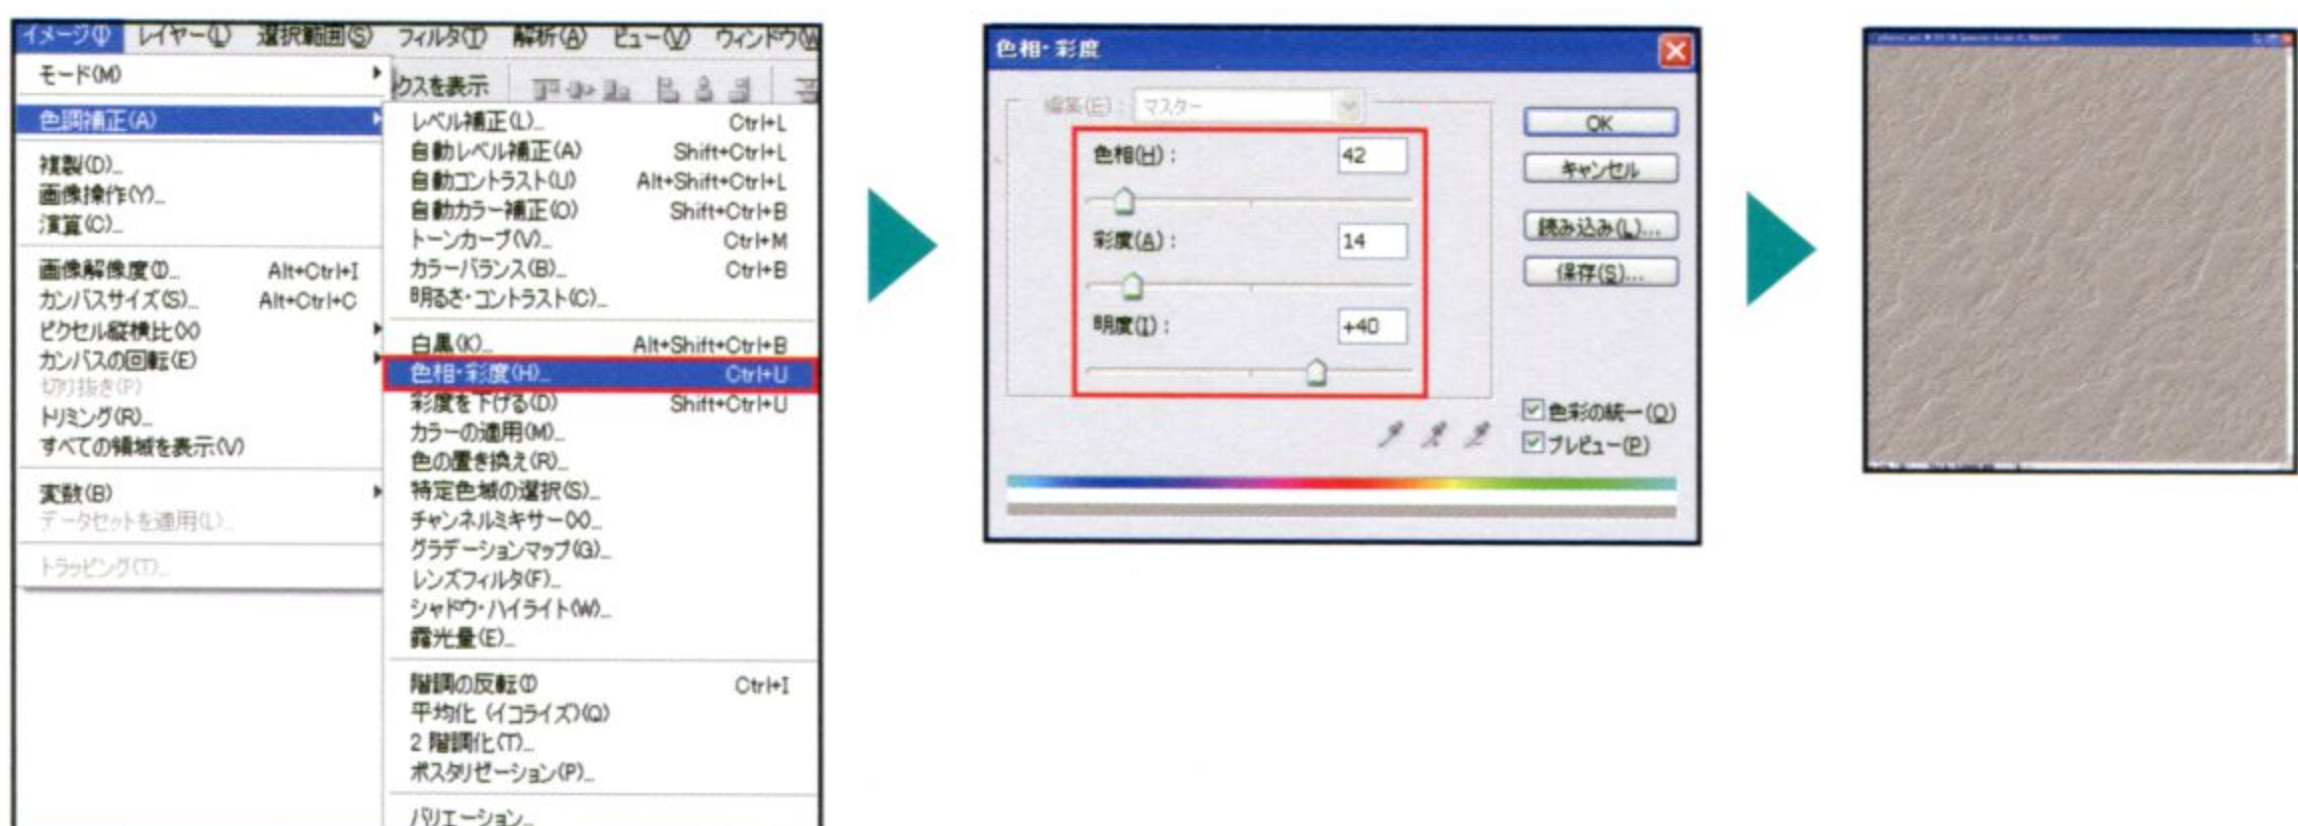 イメージ(I) レイヤー(L) 選択範囲(S) フィルタ(T) 解析(A) ビュー(V) ウィンドウ(W
モード(M)
クスを表示
色調補正(A)
複製(D)...
画像操作(Y)...
演算(C)...
画像解像度(I)... Alt+Ctrl+I
カンバスサイズ(S)... Alt+Ctrl+C
ピクセル縦横比(X)
カンバスの回転(E)
切り抜き(P)
トリミング(R)...
すべての領域を表示(V)
変数(B)
データセットを適用(L)...
トラッピング(T)...
レベル補正(L)... Ctrl+L
自動レベル補正(A) Shift+Ctrl+L
自動コントラスト(U) Alt+Shift+Ctrl+L
自動カラー補正(O) Shift+Ctrl+B
トーンカーブ(V)... Ctrl+M
カラーバランス(B)... Ctrl+B
明るさ・コントラスト(C)...
白黒(K)... Alt+Shift+Ctrl+B
色相・彩度(H)... Ctrl+U
彩度を下げる(D) Shift+Ctrl+U
カラーの適用(M)...
色の置き換え(R)...
特定色域の選択(S)...
チャンネルミキサー(X)...
グラデーションマップ(G)...
レンズフィルタ(F)...
シャドウ・ハイライト(W)...
露光量(E)...
階調の反転(I) Ctrl+I
平均化 (イコライズ)(Q)
2 階調化(T)...
ポスタリゼーション(P)...
バリエーション...
色相・彩度
編集(E): マスター
色相(H): 42
彩度(A): 14
明度(I): +40
OK
キャンセル
読み込み(L)...
保存(S)...
色彩の統一(O)
プレビュー(P)